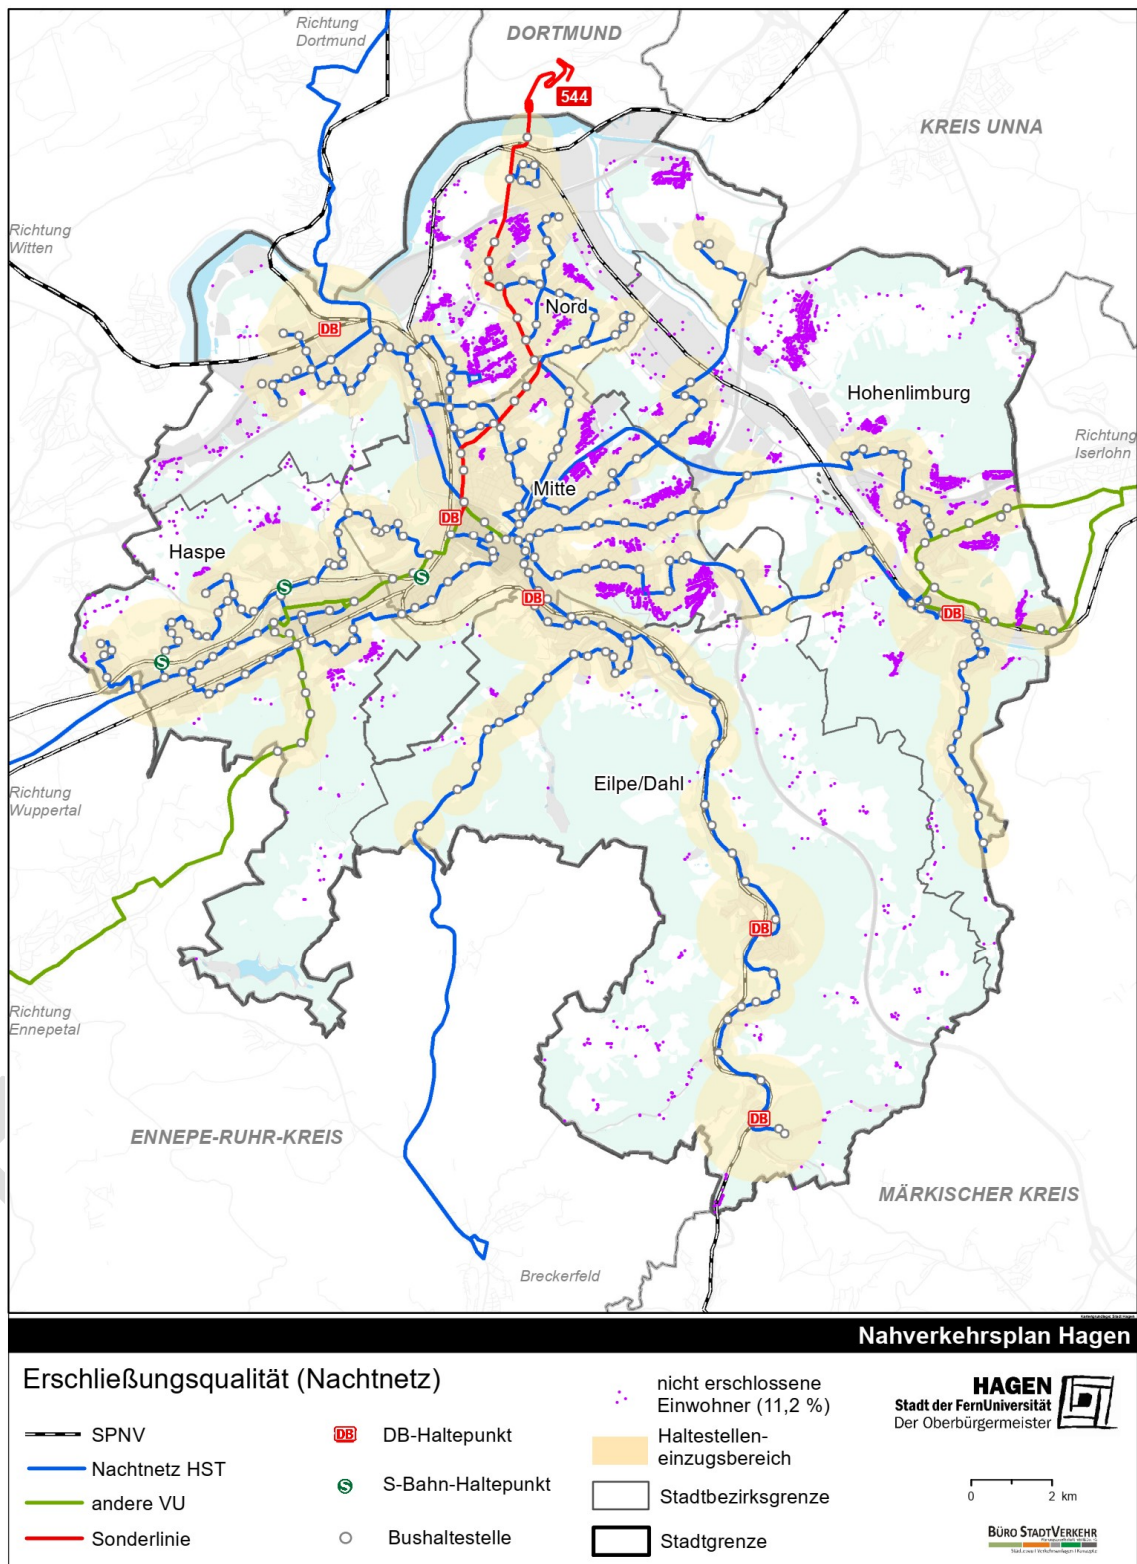 Richtung
Dortmund
DORTMUND
544
KREIS UNNA
Richtung
Witten
Nord
DB
Hohenlimburg
Richtung
Iserlohn
Mitte
DB
Haspe
S
S
DB
DB
S
Eilpe/Dahl
Richtung
Wuppertal
DB
Richtung
Ennepetal
DB
ENNEPE-RUHR-KREIS
MÄRKISCHER KREIS
Breckerfeld
Nahverkehrsplan Hagen
Erschließungsqualität (Nachtnetz)
SPNV
Nachtnetz HST
andere VU
Sonderlinie
DB DB-Haltepunkt
S S-Bahn-Haltepunkt
Bushaltestelle
nicht erschlossene
Einwohner (11,2 %)
Haltestellen-
einzugsbereich
Stadtbezirksgrenze
Stadtgrenze
HAGEN
Stadt der FernUniversität
Der Oberbürgermeister
0 2 km
BÜRO STADTVERKEHR